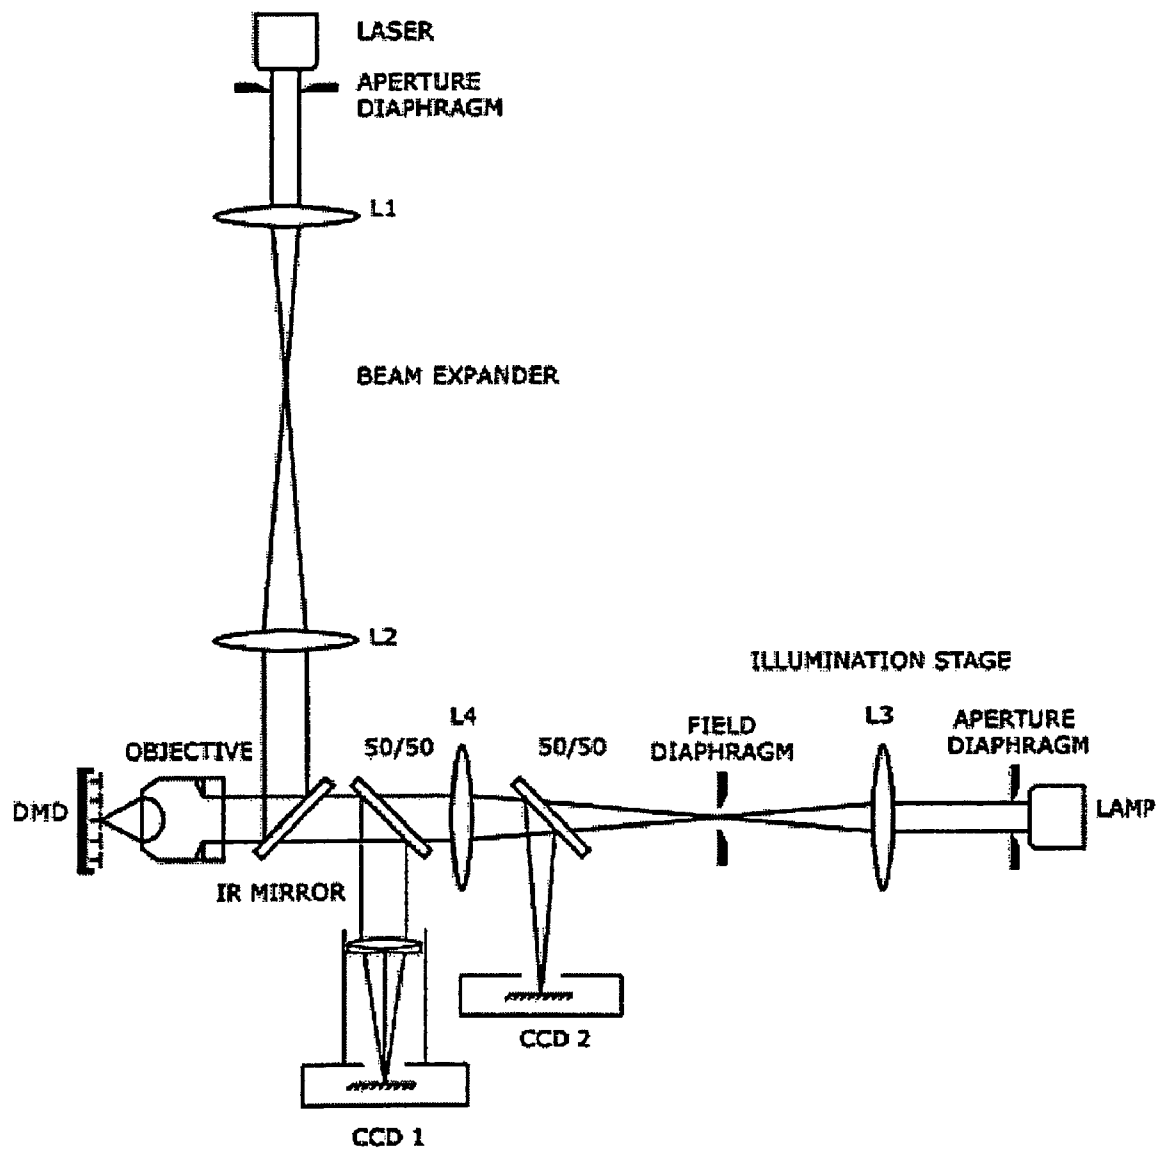 LASER
APERTURE
DIAPHRAGM
L1
BEAM EXPANDER
L2
ILLUMINATION STAGE
L4
FIELD
DIAPHRAGM
L3
APERTURE
DIAPHRAGM
OBJECTIVE
50/50
50/50
DMD
LAMP
IR MIRROR
CCD 2
CCD 1